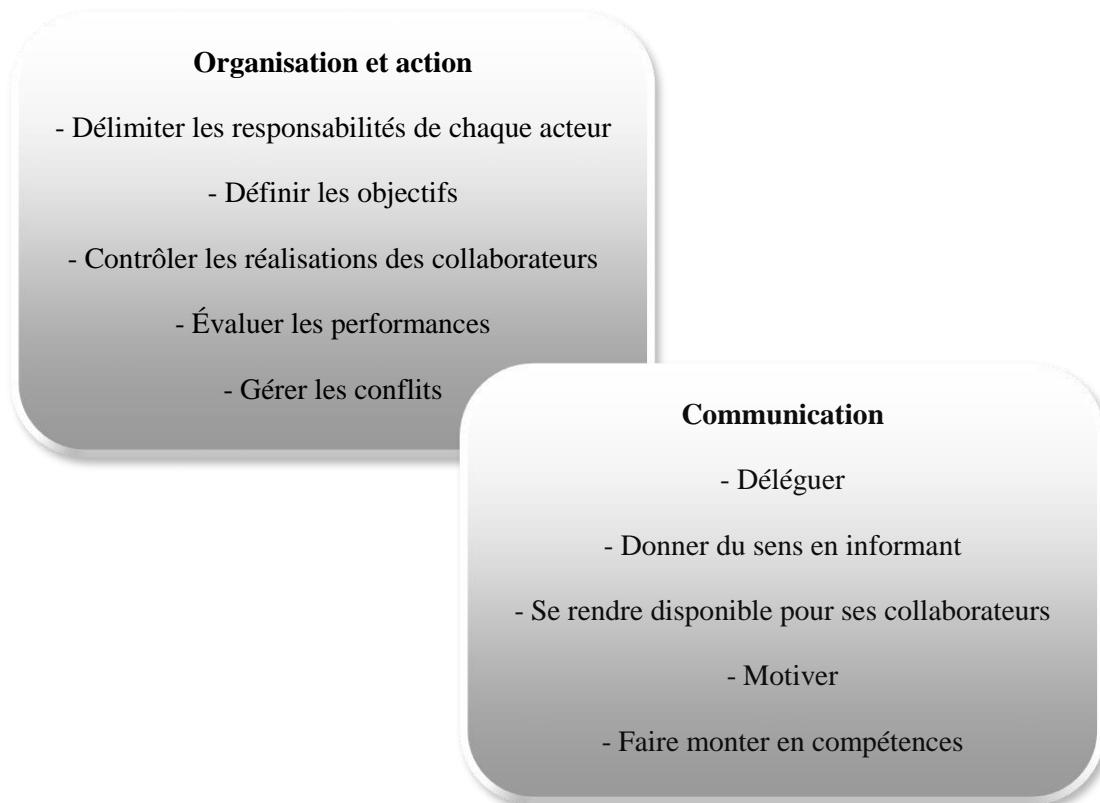 Organisation et action
- Délimiter les responsabilités de chaque acteur
- Définir les objectifs
- Contrôler les réalisations des collaborateurs
- Évaluer les performances
- Gérer les conflits
Communication
- Déléguer
- Donner du sens en informant
- Se rendre disponible pour ses collaborateurs
- Motiver
- Faire monter en compétences